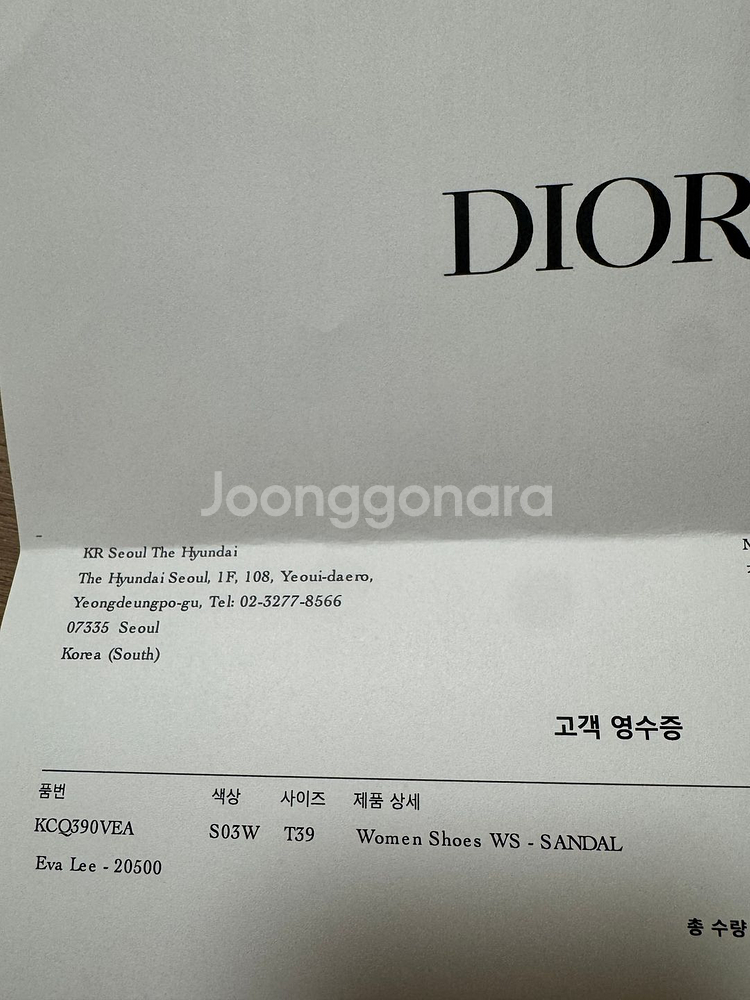 DIOR
Joonggonara
KR Seoul The Hyundai
The Hyundai Seoul, 1F, 108, Yeoui-daero,
Yeongdeungpo-gu, Tel: 02-3277-8566
07335 Seoul
Korea (South)
고객 영수증
품번 색상 사이즈 제품 상세
KCQ390VEA S03W T39 Women Shoes WS - SANDAL
Eva Lee - 20500
총 수량